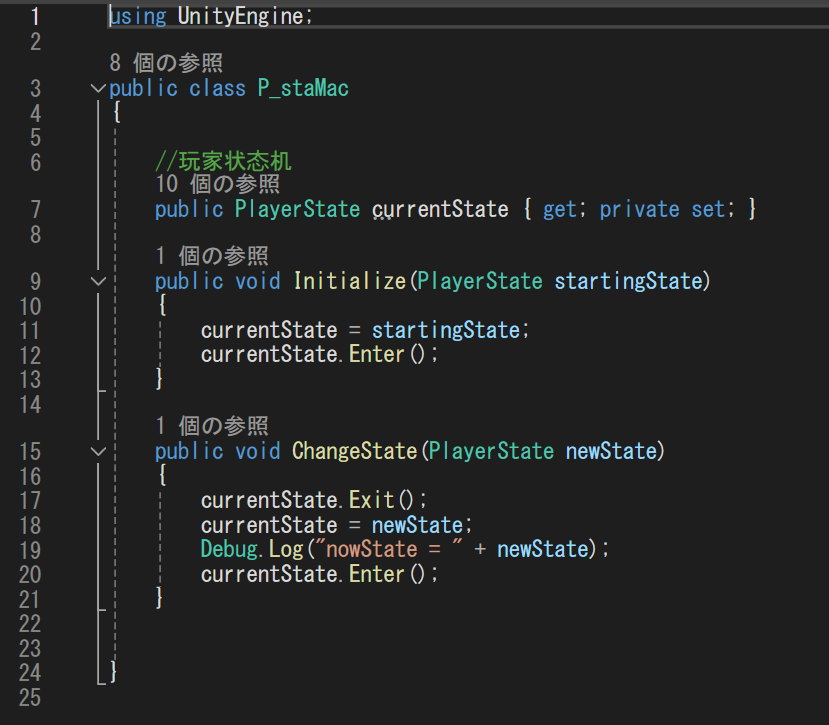 1 using UnityEngine;
2
8 個の参照
3 public class P_staMac
4 {
5
6 //玩家状态机
10 個の参照
7 public PlayerState currentState { get; private set; }
8
1 個の参照
9 public void Initialize(PlayerState startingState)
10 {
11 currentState = startingState;
12 currentState.Enter();
13 }
14
1 個の参照
15 public void ChangeState(PlayerState newState)
16 {
17 currentState.Exit();
18 currentState = newState;
19 Debug.Log("nowState = " + newState);
20 currentState.Enter();
21 }
22
23
24 }
25